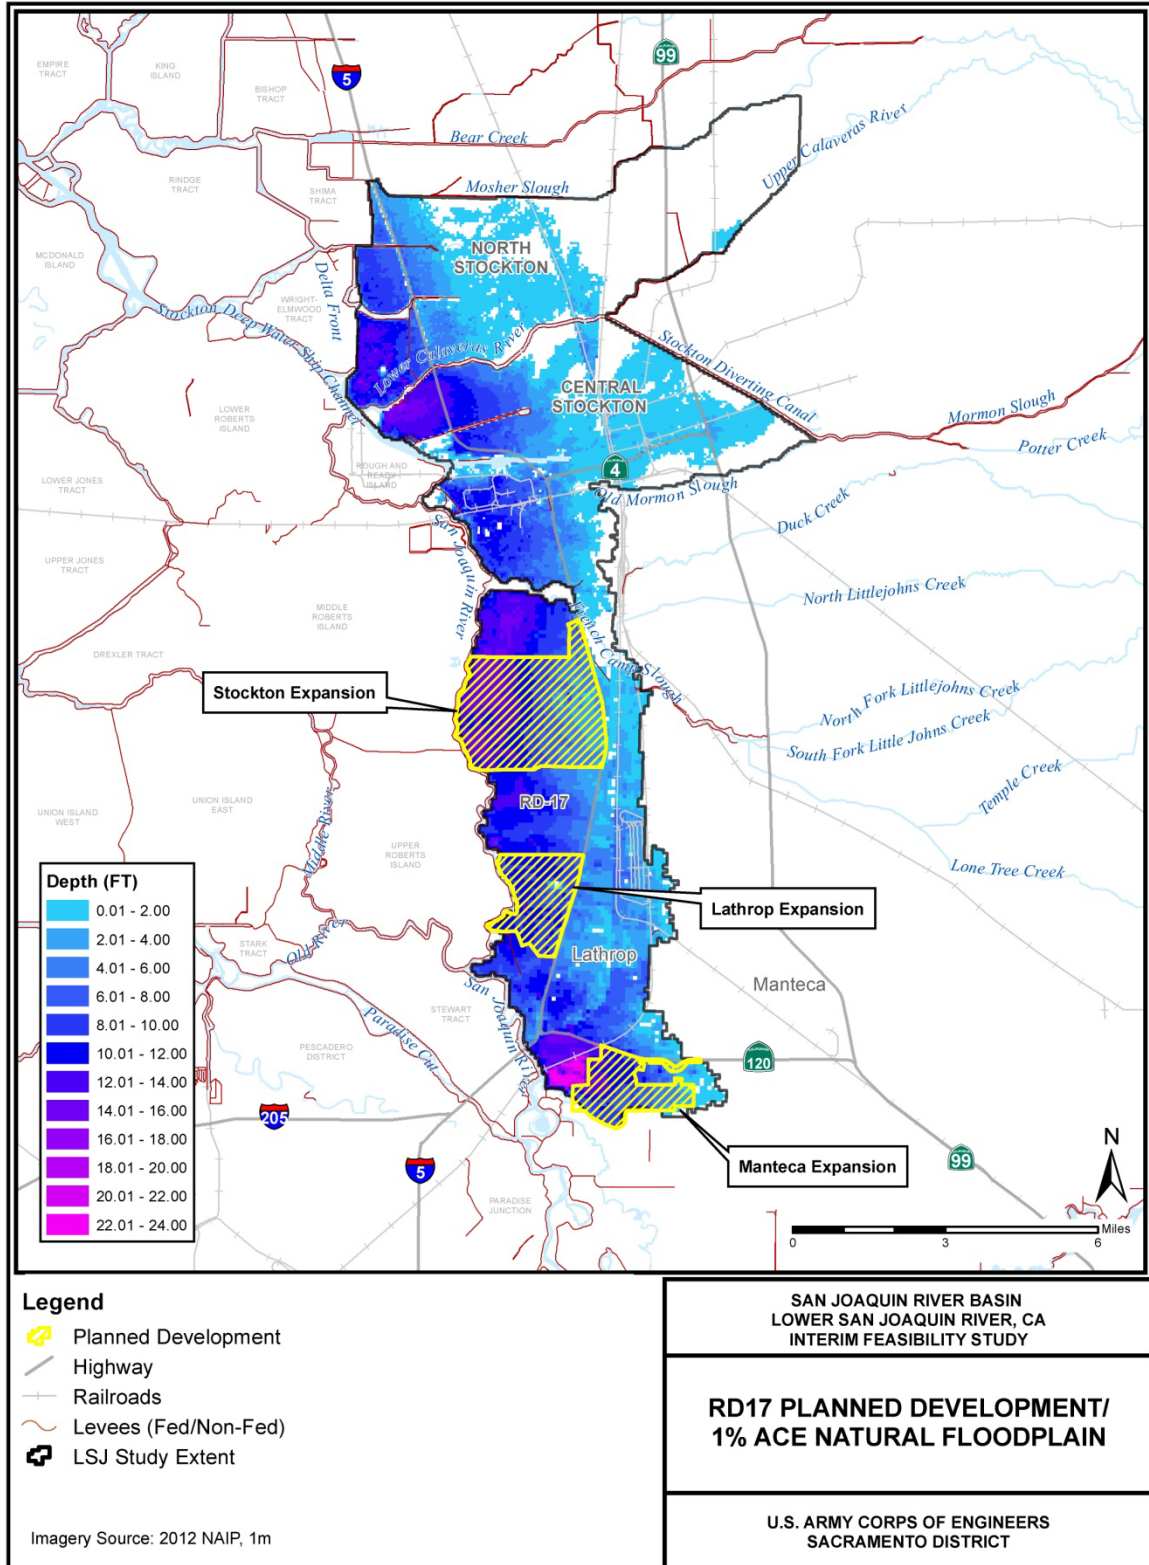 EMPIRE
TRACT
KING
ISLAND
BISHOP
TRACT
5
99
Bear Creek
Upper Calaveras River
RINDGE
TRACT
SHIMA
TRACT
Mosher Slough
NORTH
STOCKTON
MCDONALD
ISLAND
Delta Front
WRIGHT-
ELMWOOD
TRACT
Stockton Deep Water Ship Channel
Lower Calaveras River
Stockton Diverting Canal
CENTRAL
STOCKTON
LOWER
ROBERTS
ISLAND
Mormon Slough
Potter Creek
ROUGH AND
READY
ISLAND
CALIFORNIA
4
LOWER JONES
TRACT
Old Mormon Slough
Duck Creek
San Joaquin River
UPPER JONES
TRACT
North Littlejohns Creek
MIDDLE
ROBERTS
ISLAND
French Camp Slough
DREXLER TRACT
Stockton Expansion
North Fork Littlejohns Creek
South Fork Little Johns Creek
Temple Creek
RD-17
UNION ISLAND
WEST
UNION ISLAND
EAST
Middle River
UPPER
ROBERTS
ISLAND
Lone Tree Creek
Lathrop Expansion
Depth (FT)
0.01 - 2.00
2.01 - 4.00
4.01 - 6.00
6.01 - 8.00
8.01 - 10.00
10.01 - 12.00
12.01 - 14.00
14.01 - 16.00
16.01 - 18.00
18.01 - 20.00
20.01 - 22.00
22.01 - 24.00
STARK
TRACT
Old River
Lathrop
Manteca
San Joaquin River
STEWART
TRACT
Paradise Cut
PESCADERO
DISTRICT
CALIFORNIA
120
205
5
Manteca Expansion
99
N
PARADISE
JUNCTION
Miles
0 3 6
Legend
Planned Development
Highway
Railroads
Levees (Fed/Non-Fed)
LSJ Study Extent
Imagery Source: 2012 NAIP, 1m
SAN JOAQUIN RIVER BASIN
LOWER SAN JOAQUIN RIVER, CA
INTERIM FEASIBILITY STUDY
RD17 PLANNED DEVELOPMENT/
1% ACE NATURAL FLOODPLAIN
U.S. ARMY CORPS OF ENGINEERS
SACRAMENTO DISTRICT